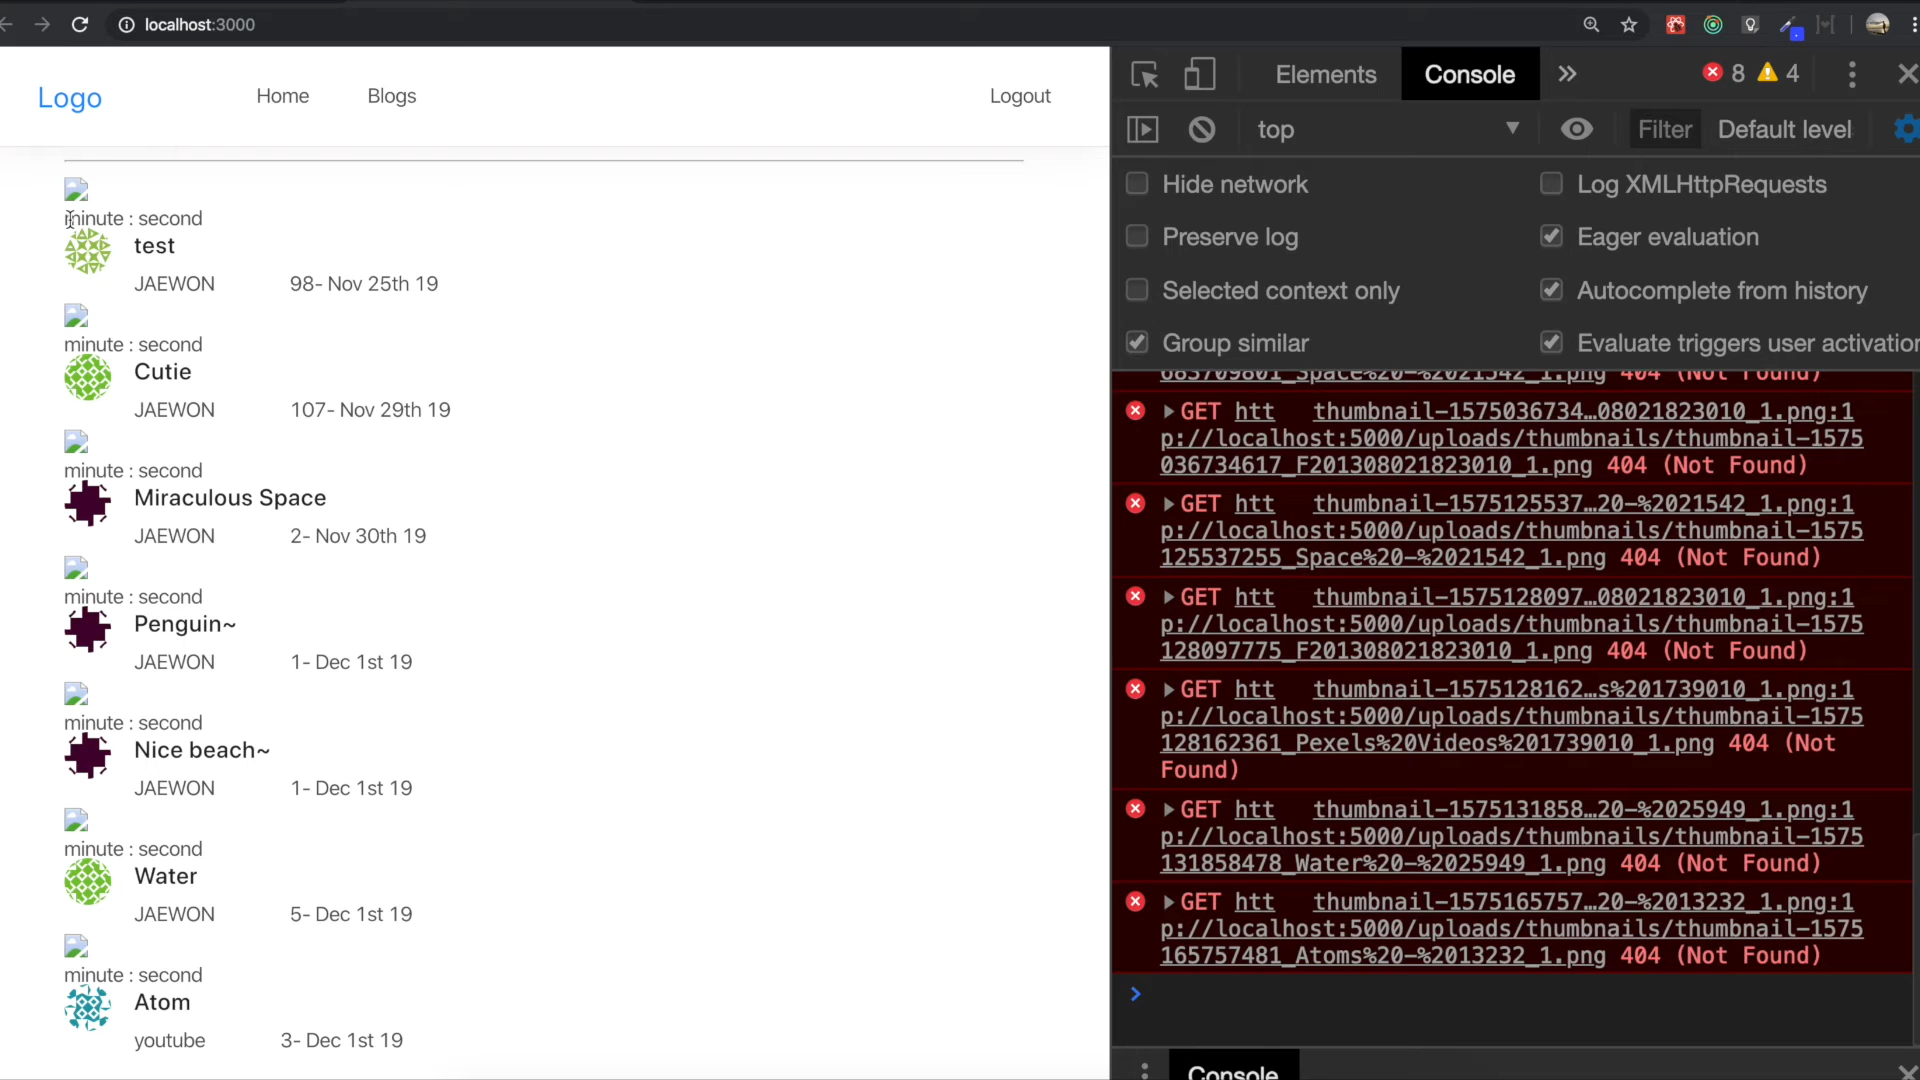 localhost:3000
Logo Home Blogs Logout
minute : second
test
JAEWON 98- Nov 25th 19
minute : second
Cutie
JAEWON 107- Nov 29th 19
minute : second
Miraculous Space
JAEWON 2- Nov 30th 19
minute : second
Penguin~
JAEWON 1- Dec 1st 19
minute : second
Nice beach~
JAEWON 1- Dec 1st 19
minute : second
Water
JAEWON 5- Dec 1st 19
minute : second
Atom
youtube 3- Dec 1st 19
Elements Console » 8 4
top Filter Default level
Hide network Log XMLHttpRequests
Preserve log Eager evaluation
Selected context only Autocomplete from history
Group similar Evaluate triggers user activation
683709801_Space%20-%2021542_1.png 404 (Not Found)
GET htt thumbnail-1575036734…08021823010_1.png:1
p://localhost:5000/uploads/thumbnails/thumbnail-1575
036734617_F201308021823010_1.png 404 (Not Found)
GET htt thumbnail-1575125537…20-%2021542_1.png:1
p://localhost:5000/uploads/thumbnails/thumbnail-1575
125537255_Space%20-%2021542_1.png 404 (Not Found)
GET htt thumbnail-1575128097…08021823010_1.png:1
p://localhost:5000/uploads/thumbnails/thumbnail-1575
128097775_F201308021823010_1.png 404 (Not Found)
GET htt thumbnail-1575128162…s%201739010_1.png:1
p://localhost:5000/uploads/thumbnails/thumbnail-1575
128162361_Pexels%20Videos%201739010_1.png 404 (Not
Found)
GET htt thumbnail-1575131858…20-%2025949_1.png:1
p://localhost:5000/uploads/thumbnails/thumbnail-1575
131858478_Water%20-%2025949_1.png 404 (Not Found)
GET htt thumbnail-1575165757…20-%2013232_1.png:1
p://localhost:5000/uploads/thumbnails/thumbnail-1575
165757481_Atoms%20-%2013232_1.png 404 (Not Found)
Console